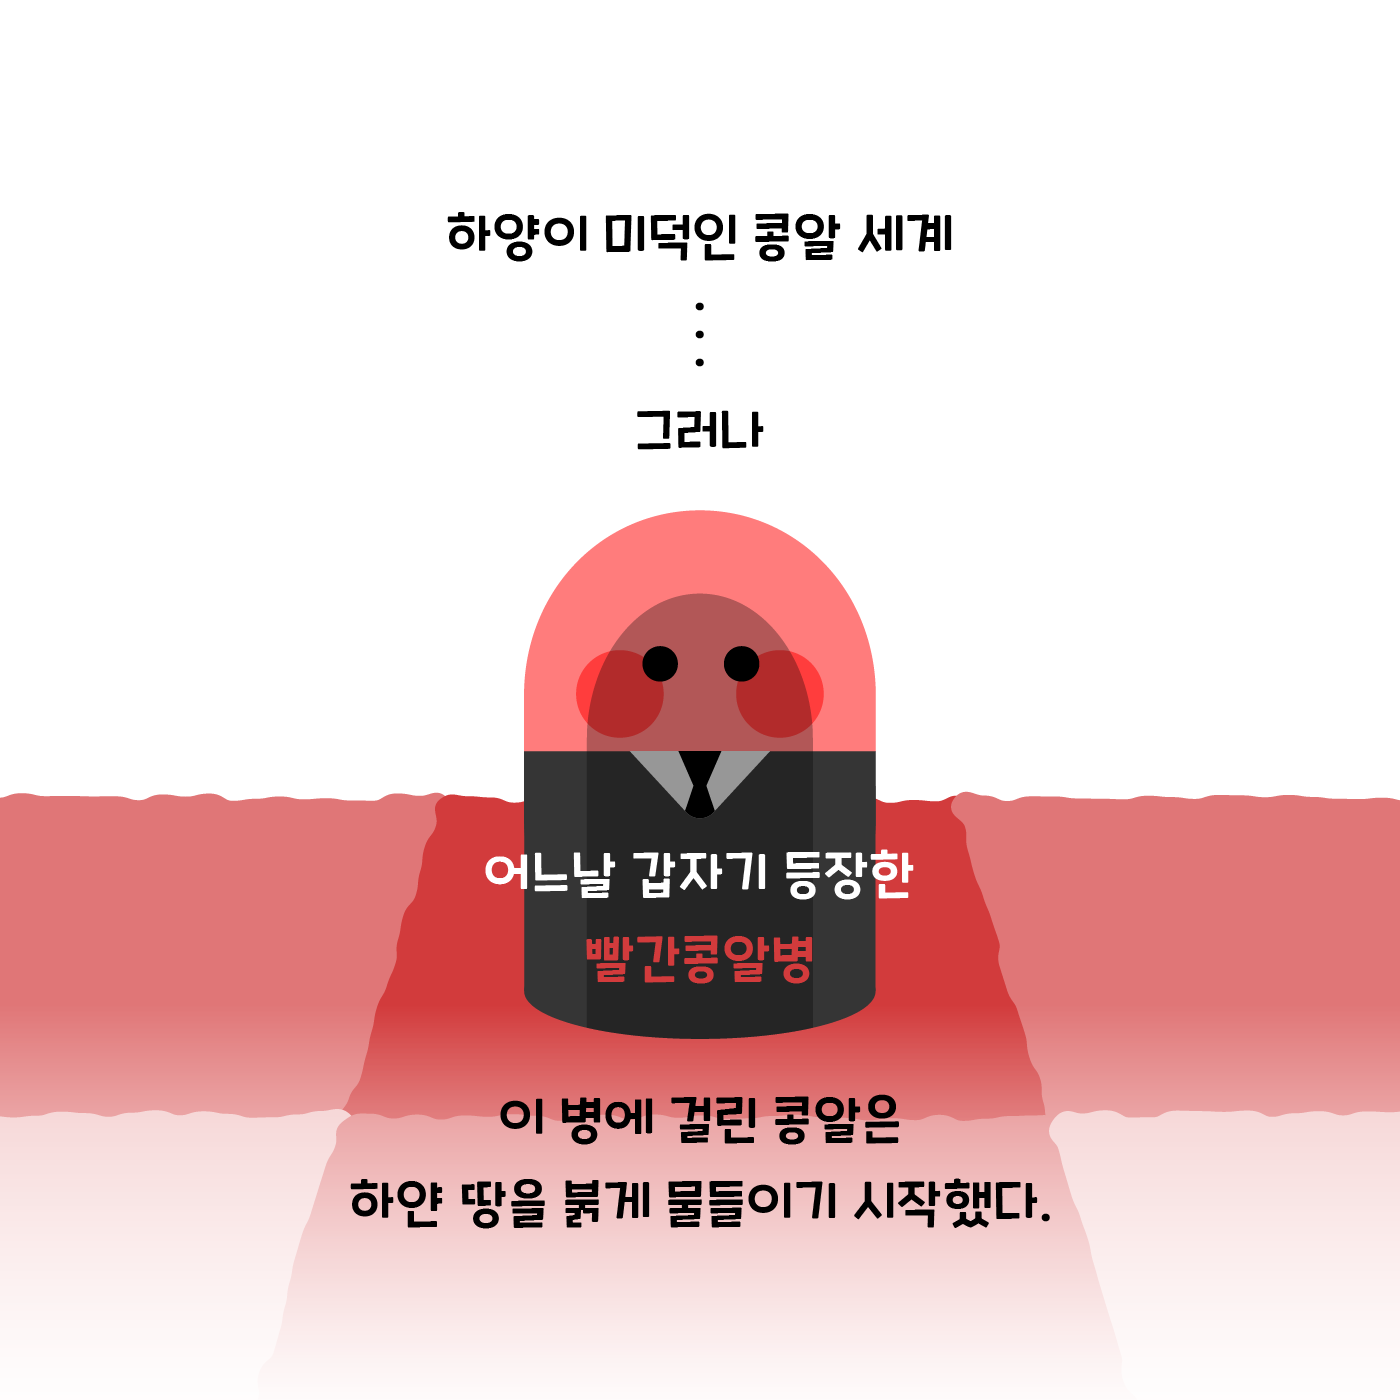 하양이 미덕인 콩알 세계
⋮
그러나
어느날 갑자기 등장한
빨간콩알병
이 병에 걸린 콩알은
하얀 땅을 붉게 물들이기 시작했다.